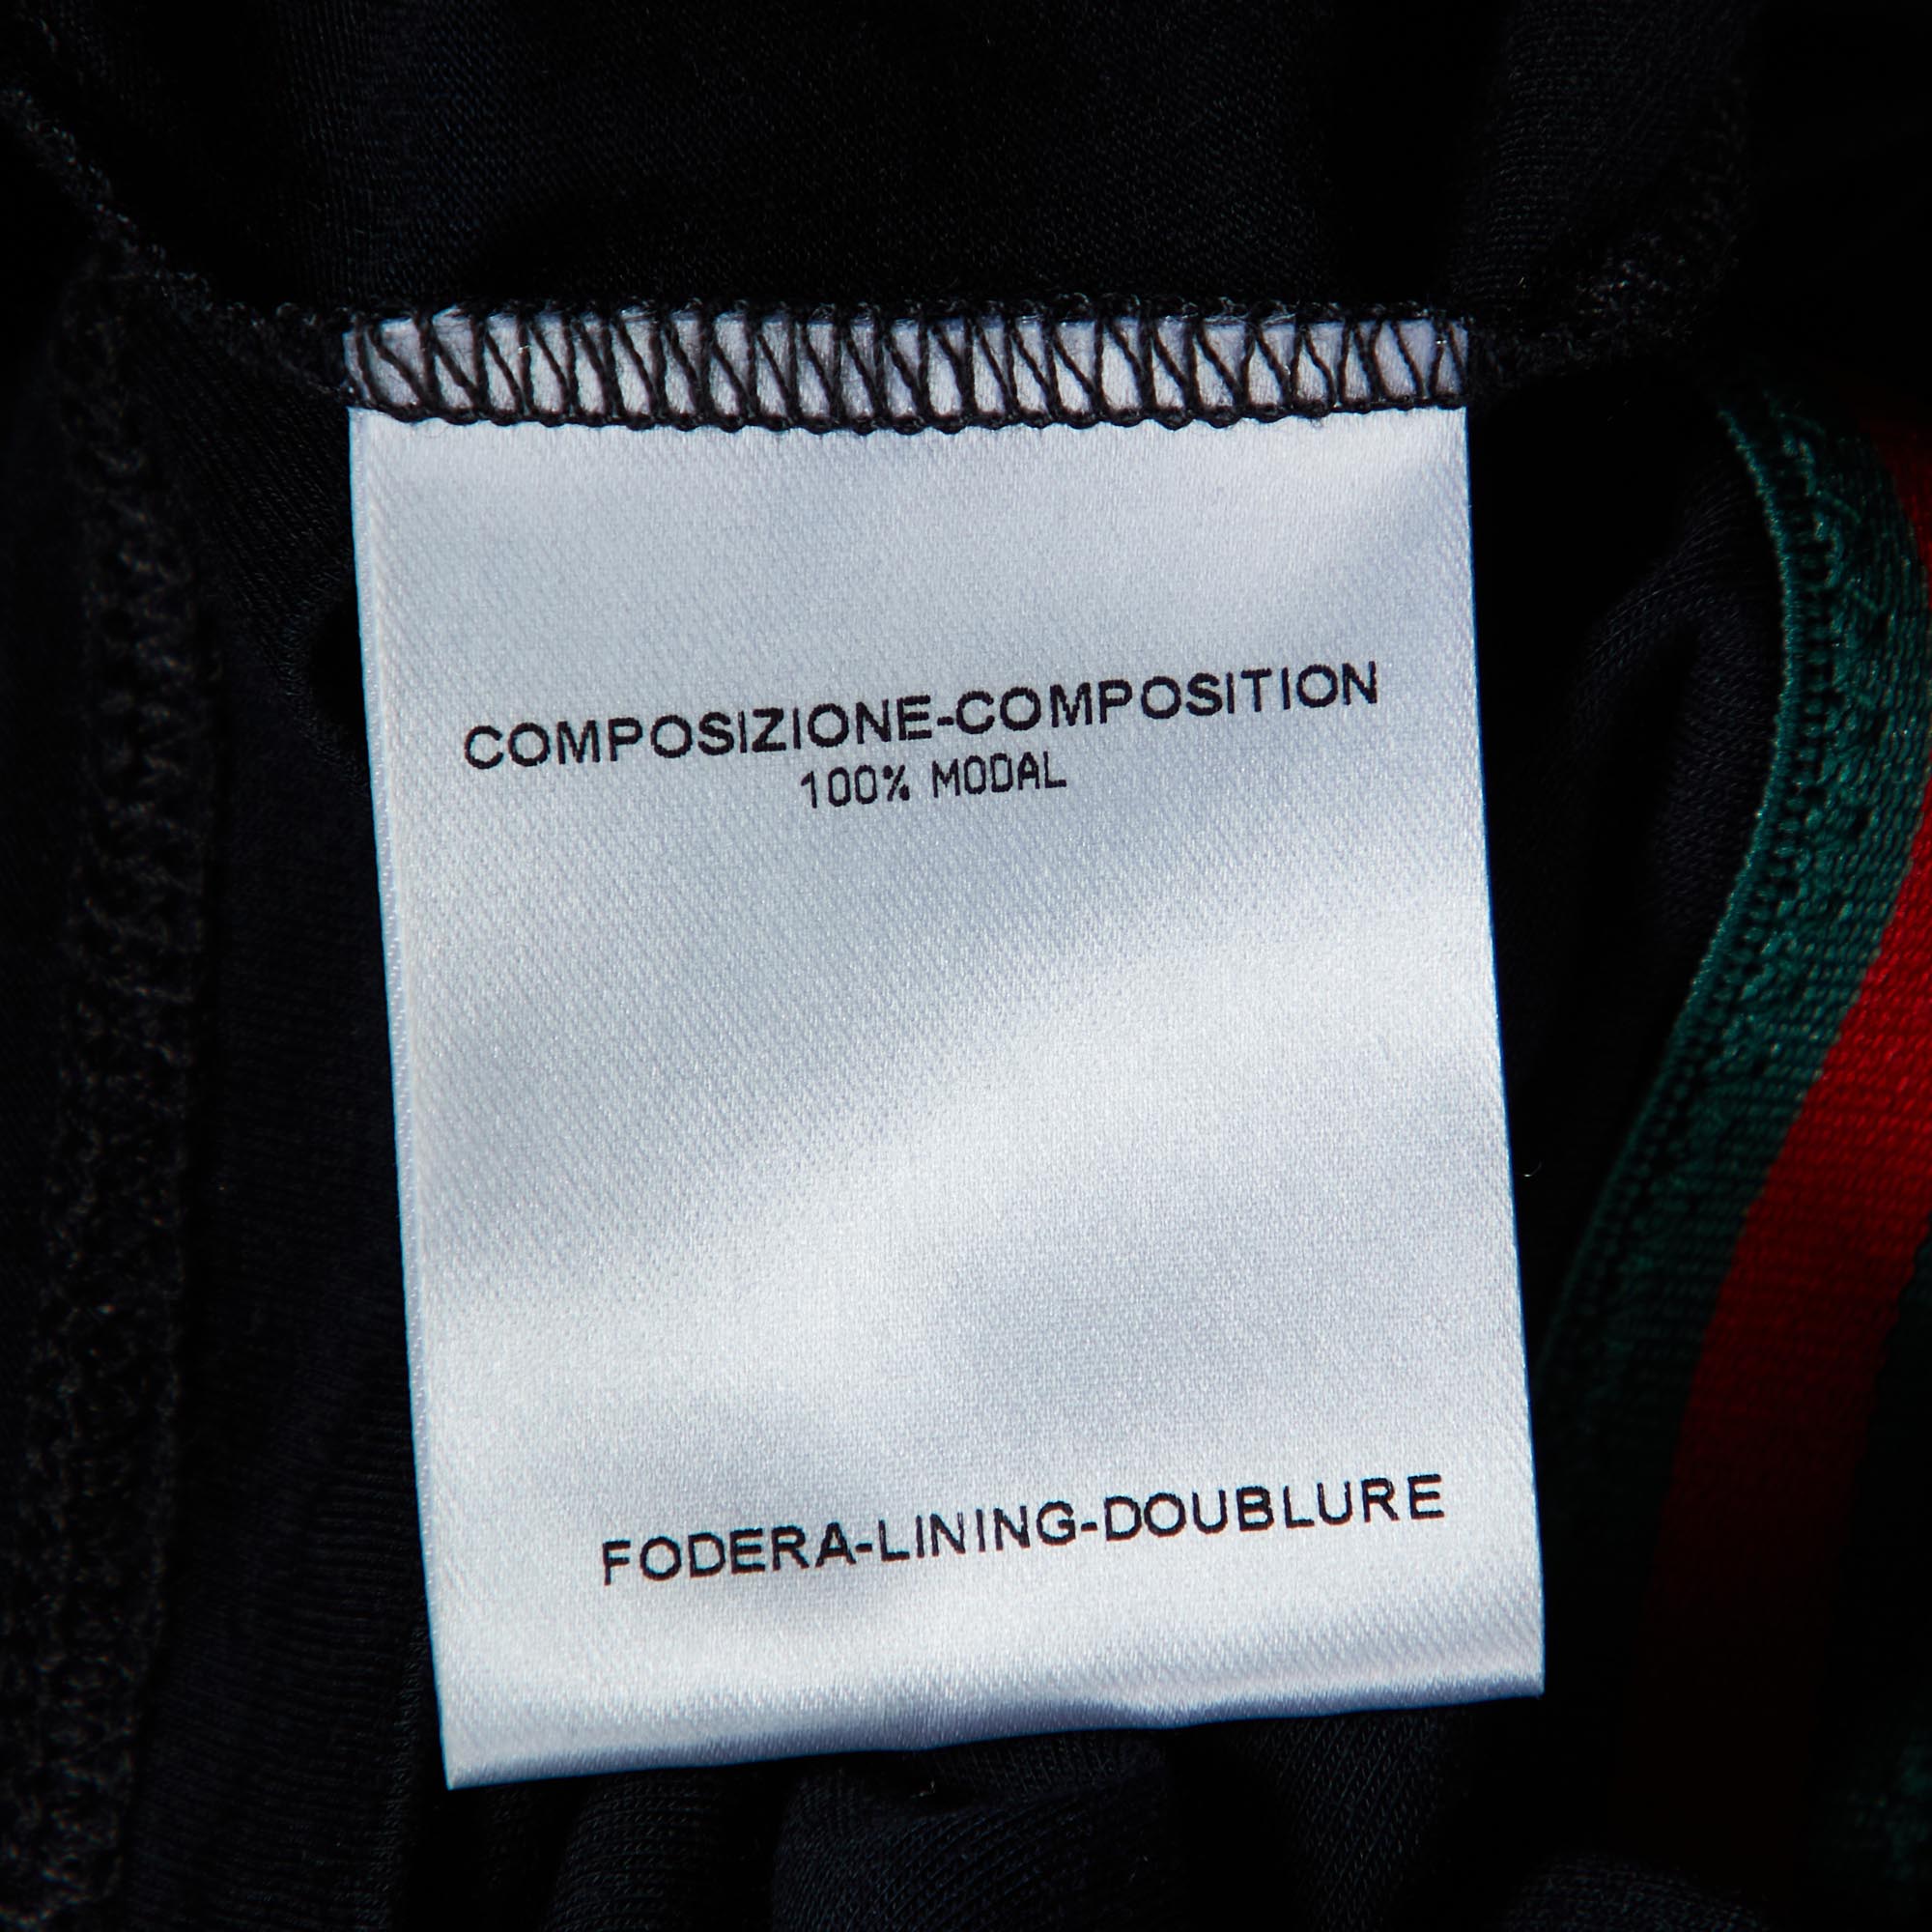 COMPOSIZIONE-COMPOSITION
100% MODAL
FODERA-LINING-DOUBLURE